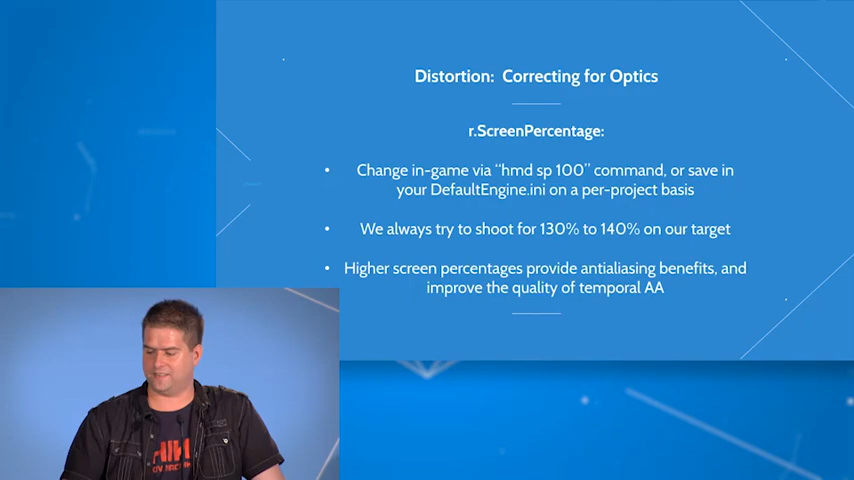 Distortion: Correcting for Optics
r.ScreenPercentage:
• Change in-game via “hmd sp 100” command, or save in
your DefaultEngine.ini on a per-project basis
• We always try to shoot for 130% to 140% on our target
• Higher screen percentages provide antialiasing benefits, and
improve the quality of temporal AA